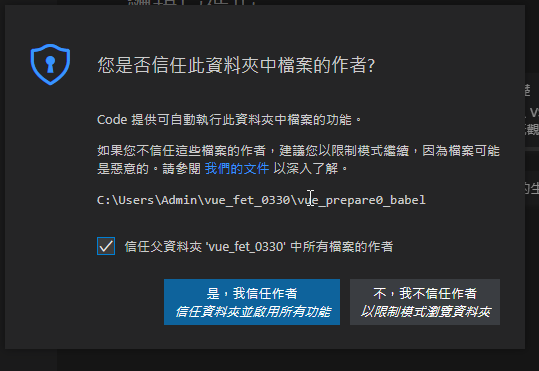 您是否信任此資料夾中檔案的作者?
Code 提供可自動執行此資料夾中檔案的功能。
如果您不信任這些檔案的作者，建議您以限制模式繼續，因為檔案可能
是惡意的。請參閱 我們的文件 以深入了解。
C:\Users\Admin\vue_fet_0330\vue_prepare0_babel
信任父資料夾 'vue_fet_0330' 中所有檔案的作者
是，我信任作者
信任資料夾並啟用所有功能
不，我不信任作者
以限制模式瀏覽資料夾